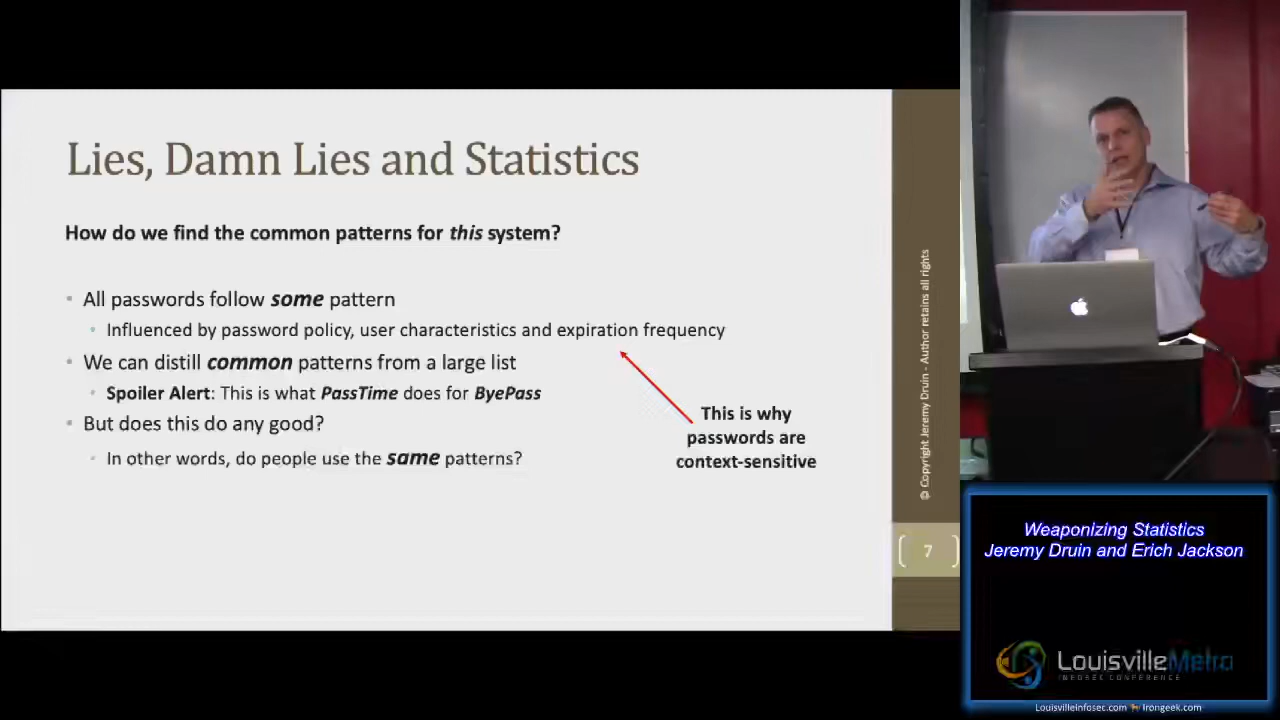 Lies, Damn Lies and Statistics
How do we find the common patterns for this system?
• All passwords follow some pattern
• Influenced by password policy, user characteristics and expiration frequency
• We can distill common patterns from a large list
• Spoiler Alert: This is what PassTime does for ByePass
• But does this do any good?
• In other words, do people use the same patterns?
This is why
passwords are
context-sensitive
© Copyright Jeremy Druin - Author retains all rights
7
Weaponizing Statistics
Jeremy Druin and Erich Jackson
LouisvilleMetro
INFOSEC CONFERENCE
Louisvilleinfosec.com
Irongeek.com